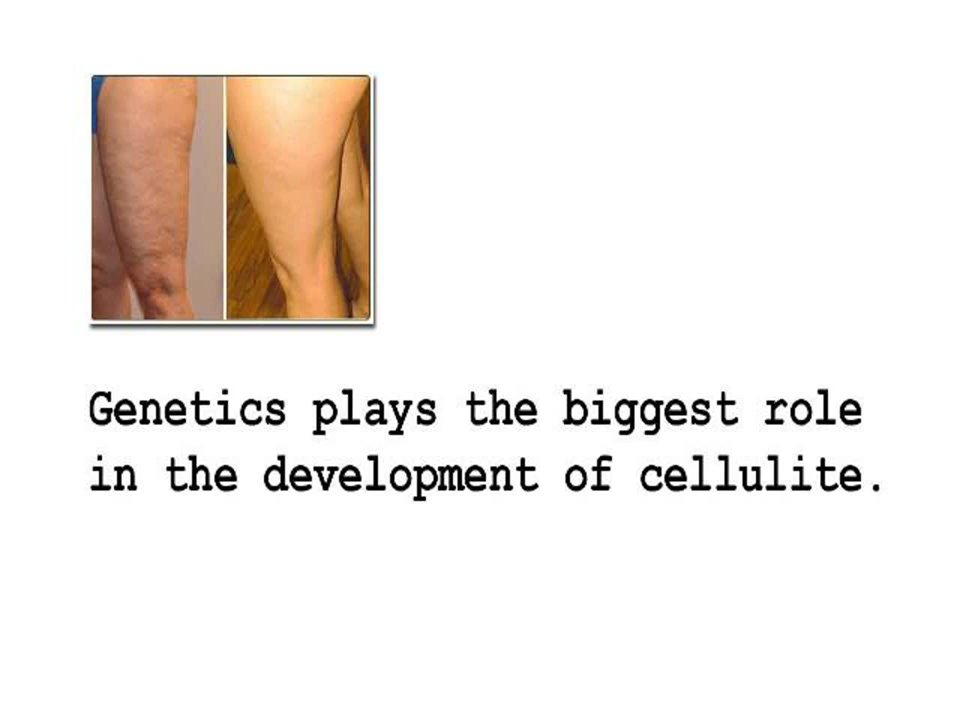 Genetics plays the biggest role
in the development of cellulite.